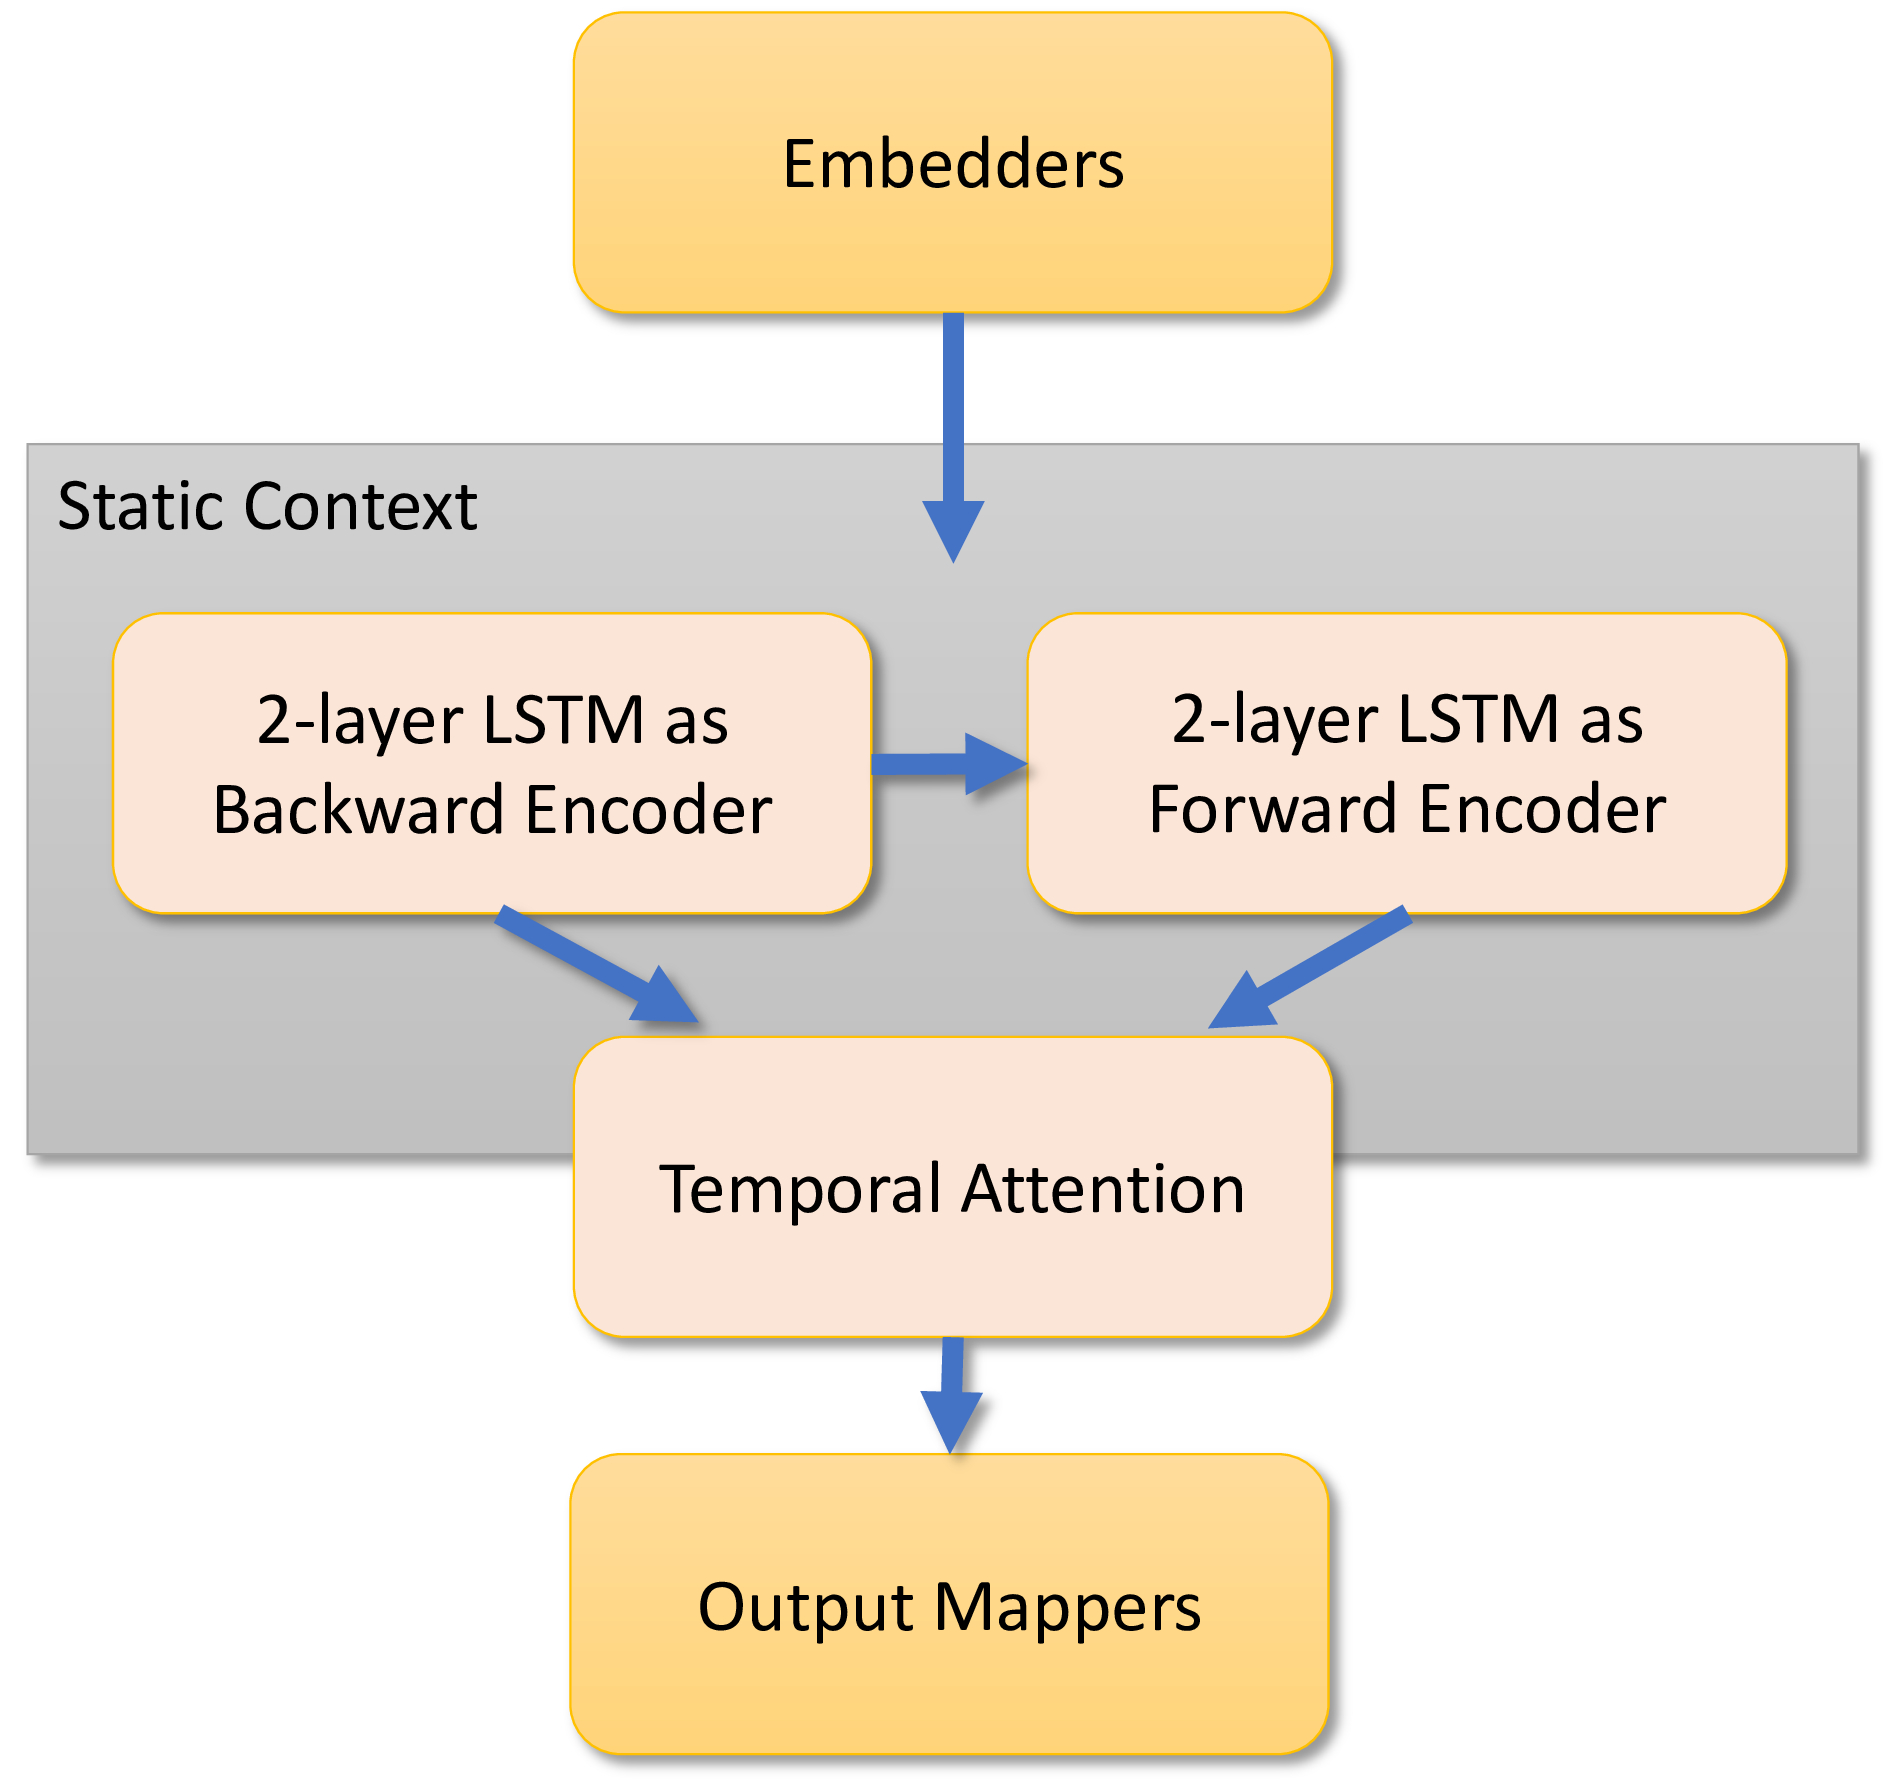 Embedders
Static Context
2-layer LSTM as
Backward Encoder
2-layer LSTM as
Forward Encoder
Temporal Attention
Output Mappers